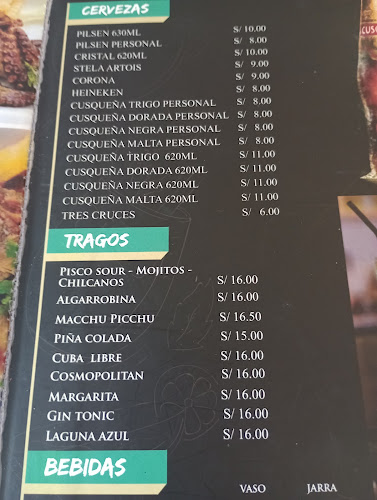 CERVEZAS
PILSEN 630ML S/ 10.00
PILSEN PERSONAL S/ 8.00
CRISTAL 620ML S/ 10.00
STELA ARTOIS S/ 9.00
CORONA S/ 9.00
HEINEKEN S/ 8.00
CUSQUEÑA TRIGO PERSONAL S/ 8.00
CUSQUEÑA DORADA PERSONAL S/ 8.00
CUSQUEÑA NEGRA PERSONAL S/ 8.00
CUSQUEÑA MALTA PERSONAL S/ 8.00
CUSQUEÑA TRIGO 620ML S/ 11.00
CUSQUEÑA DORADA 620ML S/ 11.00
CUSQUEÑA NEGRA 620ML S/ 11.00
CUSQUEÑA MALTA 620ML S/ 11.00
TRES CRUCES S/ 6.00
TRAGOS
PISCO SOUR - MOJITOS -
CHILCANOS S/ 16.00
ALGARROBINA S/ 16.00
MACCHU PICCHU S/ 16.50
PIÑA COLADA S/ 15.00
CUBA LIBRE S/ 16.00
COSMOPOLITAN S/ 16.00
MARGARITA S/ 16.00
GIN TONIC S/ 16.00
LAGUNA AZUL S/ 16.00
BEBIDAS
VASO JARRA